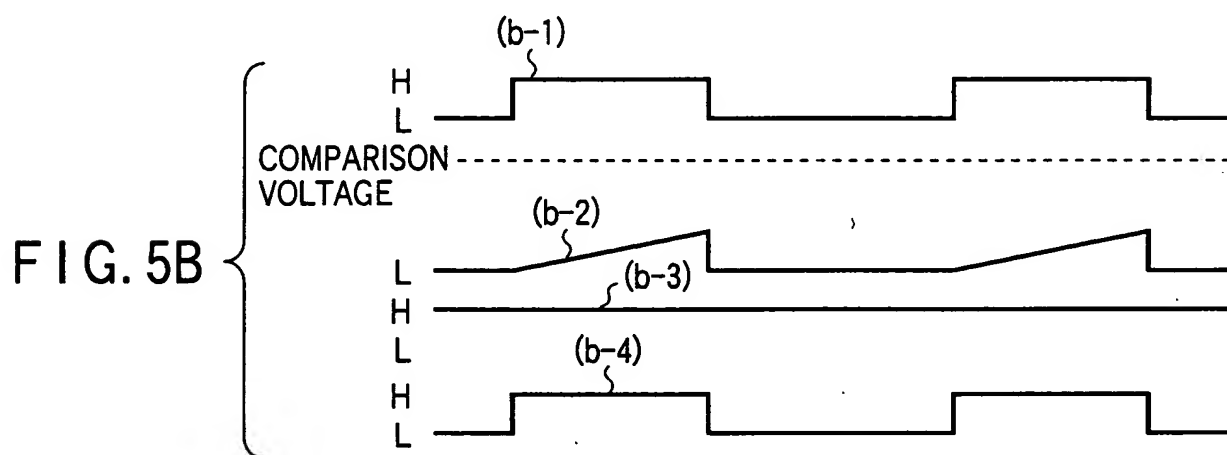 (b-1)
H
L
COMPARISON
VOLTAGE
(b-2)
FIG. 5B
L
(b-3)
H
L
(b-4)
H
L